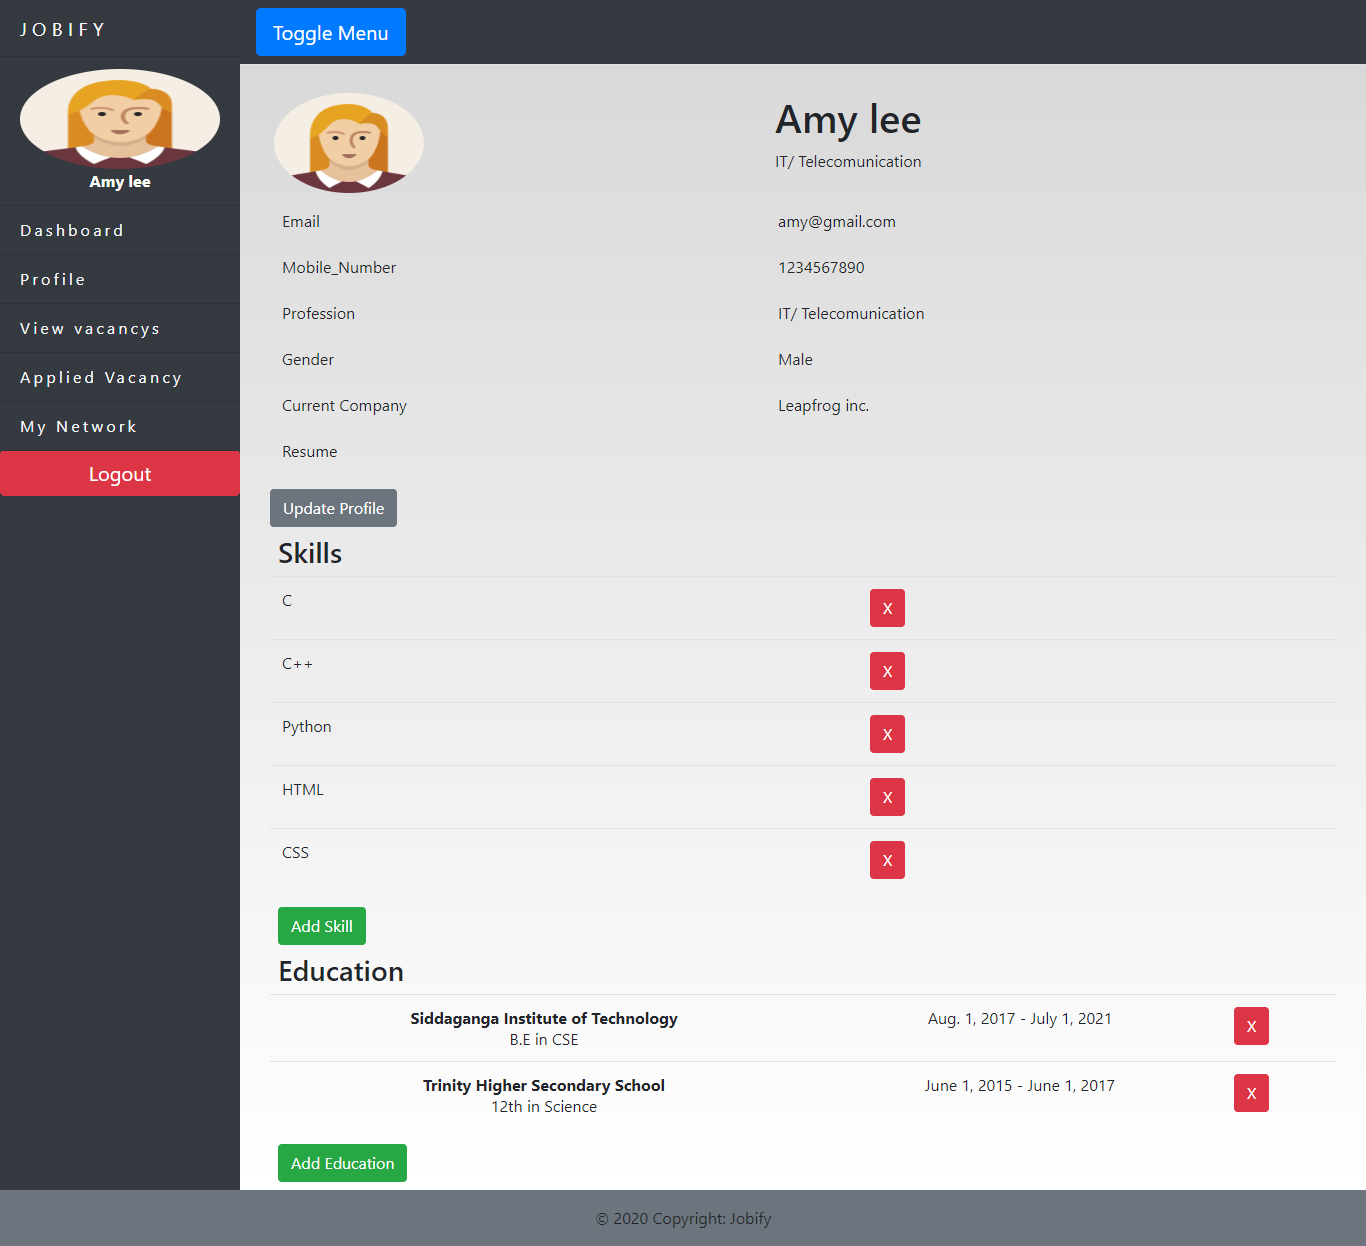 JOBIFY
Toggle Menu
Amy lee
Dashboard
Profile
View vacancys
Applied Vacancy
My Network
Logout
Amy lee
IT/ Telecomunication
Email amy@gmail.com
Mobile_Number 1234567890
Profession IT/ Telecomunication
Gender Male
Current Company Leapfrog inc.
Resume
Update Profile
Skills
C X
C++ X
Python X
HTML X
CSS X
Add Skill
Education
Siddaganga Institute of Technology Aug. 1, 2017 - July 1, 2021 X
B.E in CSE
Trinity Higher Secondary School June 1, 2015 - June 1, 2017 X
12th in Science
Add Education
© 2020 Copyright: Jobify